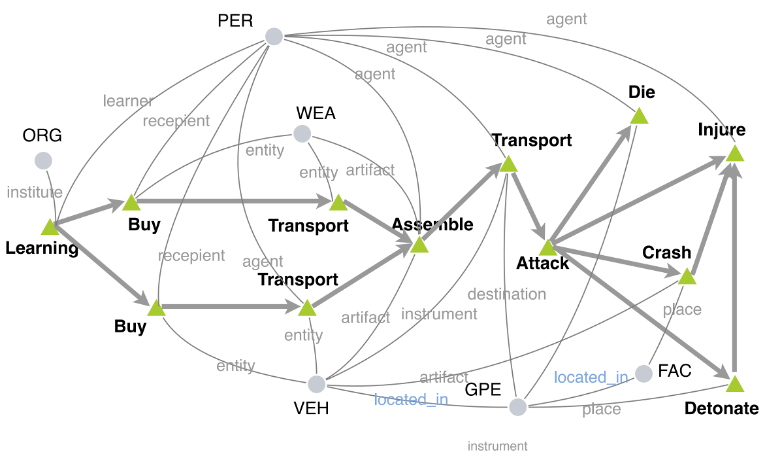 PER
agent
agent
agent
agent
Die
learner
recepient
WEA
Injure
ORG
Transport
entity
entity
artifact
institute
Buy
Transport
Assemble
Learning
recepient
agent
Attack
Crash
Transport
destination
Buy
artifact
instrument
place
entity
entity
artifact
located_in
FAC
GPE
VEH
located_in
place
Detonate
instrument